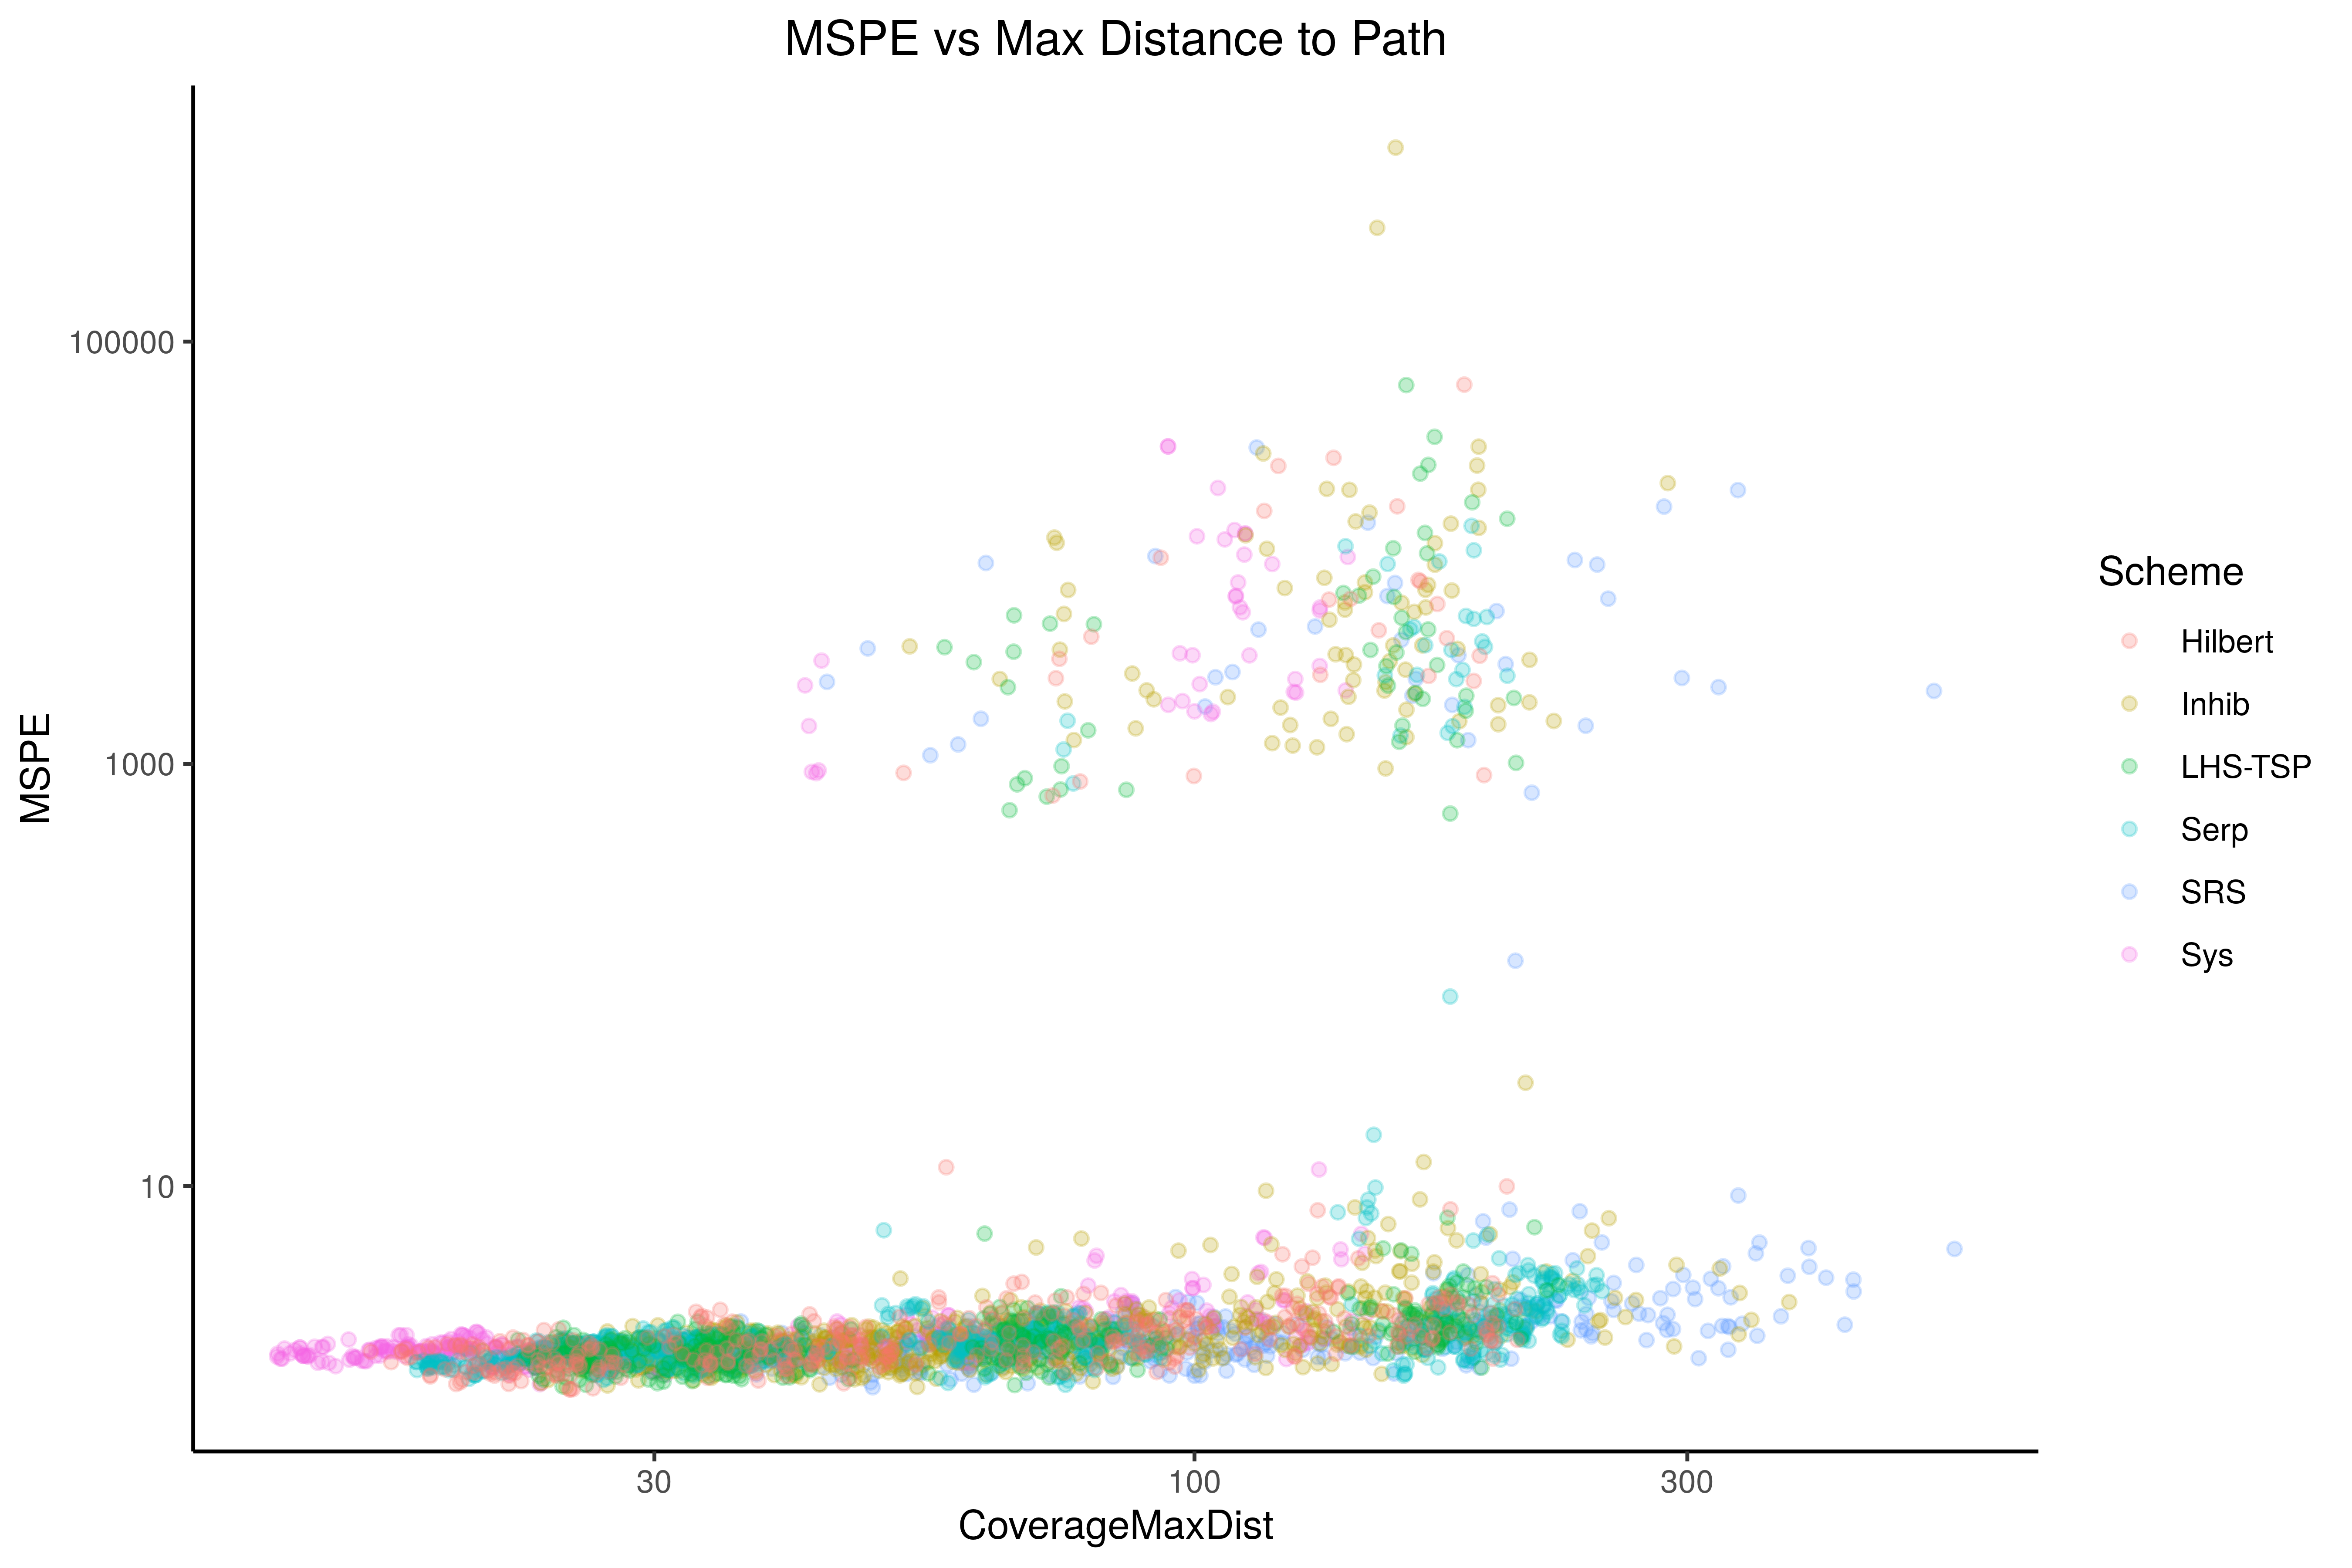 MSPE vs Max Distance to Path
MSPE
100000
1000
10
30
100
300
CoverageMaxDist
Scheme
Hilbert
Inhib
LHS-TSP
Serp
SRS
Sys